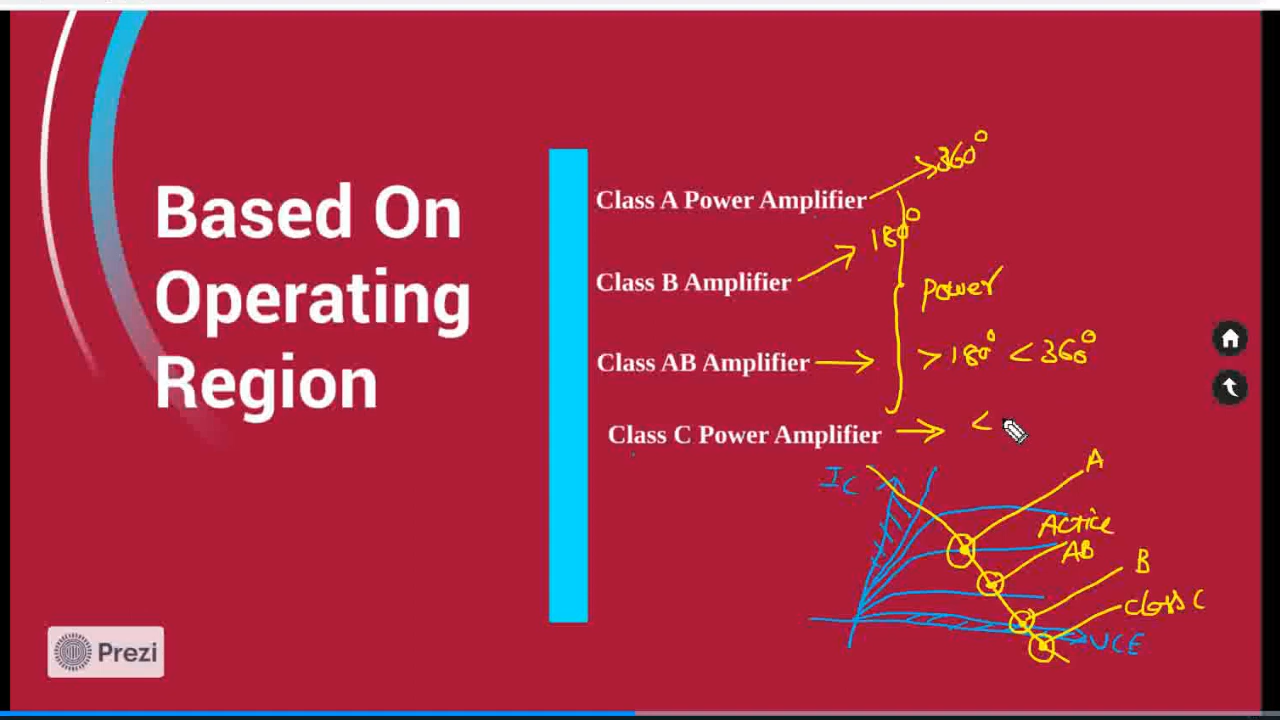 Based On
Operating
Region
Class A Power Amplifier
360°
Class B Amplifier
180°
Power
Class AB Amplifier
>180° <360°
Class C Power Amplifier
<
IC
A
Active
AB
B
Class C
VCE
Prezi